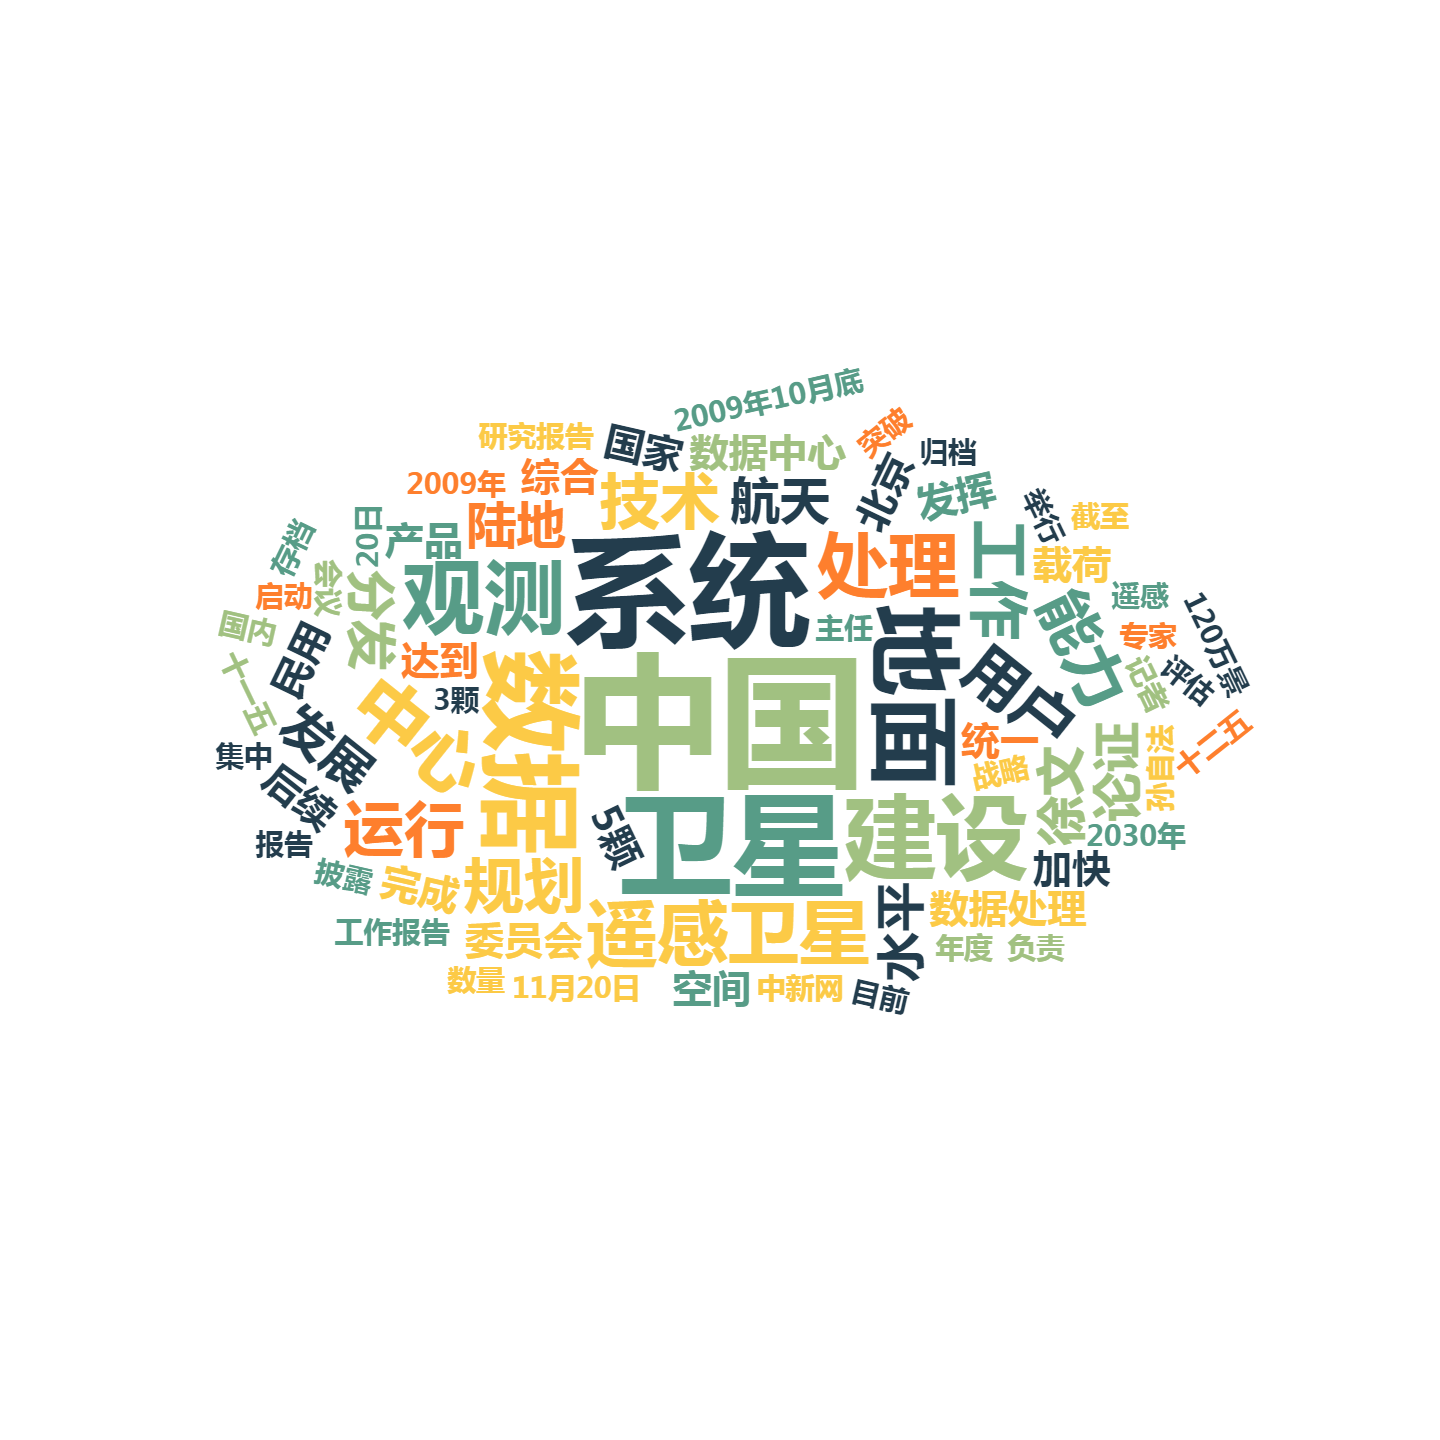 2009年10月底
突破
研究报告
国家
数据中心
归档
北京
2009年
综合
技术
航天
发挥
举行
截至
20日
产品
陆地
系统
处理
工作
载荷
存档
会议
分发
观测
主任
地面
能力
遥感
120万景
启动
国内
民用
达到
专家
记者
评估
十一五
3颗
中心
数据
中国
用户
统一
战略
徐文
论证
孙自法
十二五
集中
发展
后续
运行
5颗
卫星
建设
2030年
报告
披露
完成
规划
加快
工作报告
委员会
遥感卫星
水平
数据处理
年度
负责
数量
11月20日
空间
中新网
目前